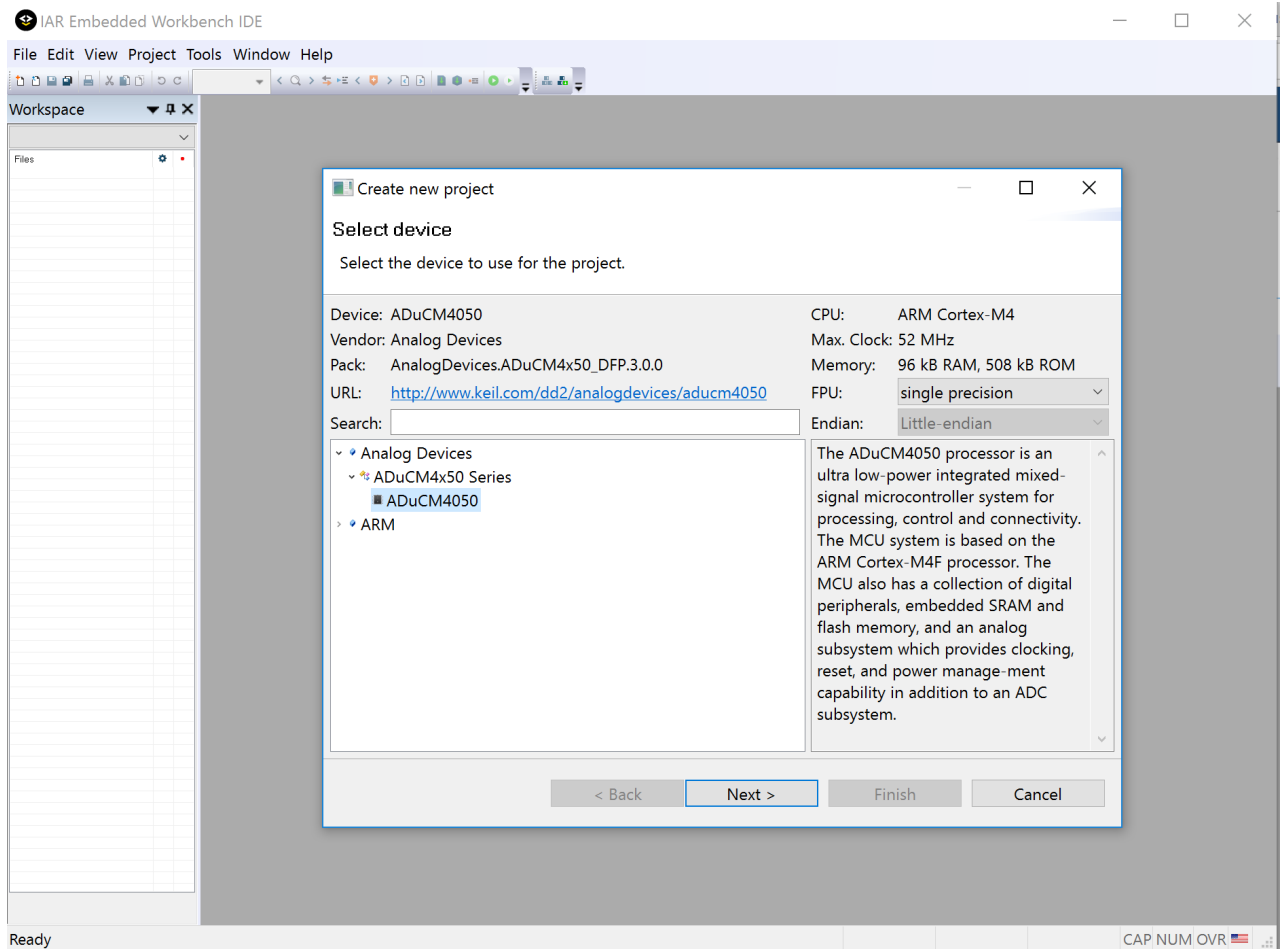 IAR Embedded Workbench IDE
File Edit View Project Tools Window Help
Workspace
Files
Create new project
Select device
Select the device to use for the project.
Device: ADuCM4050
CPU: ARM Cortex-M4
Vendor: Analog Devices
Max. Clock: 52 MHz
Pack: AnalogDevices.ADuCM4x50_DFP.3.0.0
Memory: 96 kB RAM, 508 kB ROM
URL: http://www.keil.com/dd2/analogdevices/aducm4050
FPU: single precision
Search:
Endian: Little-endian
Analog Devices
ADuCM4x50 Series
ADuCM4050
ARM
The ADuCM4050 processor is an
ultra low-power integrated mixed-
signal microcontroller system for
processing, control and connectivity.
The MCU system is based on the
ARM Cortex-M4F processor. The
MCU also has a collection of digital
peripherals, embedded SRAM and
flash memory, and an analog
subsystem which provides clocking,
reset, and power manage-ment
capability in addition to an ADC
subsystem.
< Back
Next >
Finish
Cancel
Ready
CAP NUM OVR